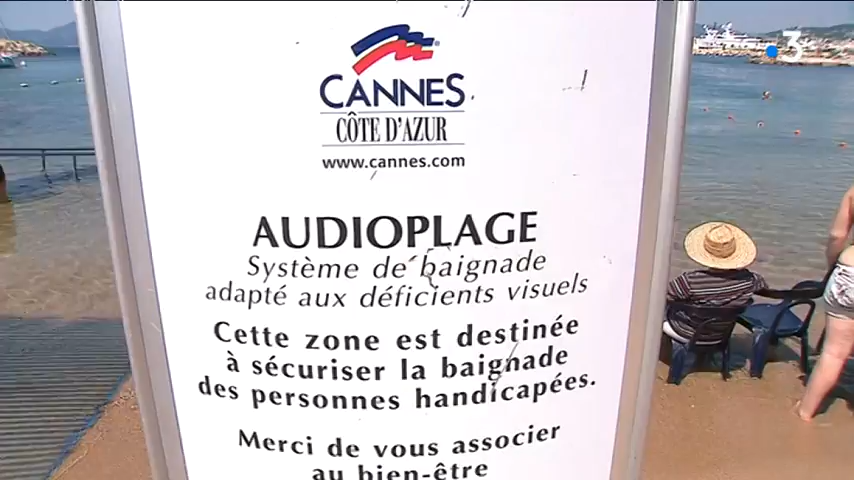 3
CANNES
CÔTE D'AZUR
www.cannes.com
AUDIOPLAGE
Système de baignade
adapté aux déficients visuels
Cette zone est destinée
à sécuriser la baignade
des personnes handicapées.
Merci de vous associer
au bien-être